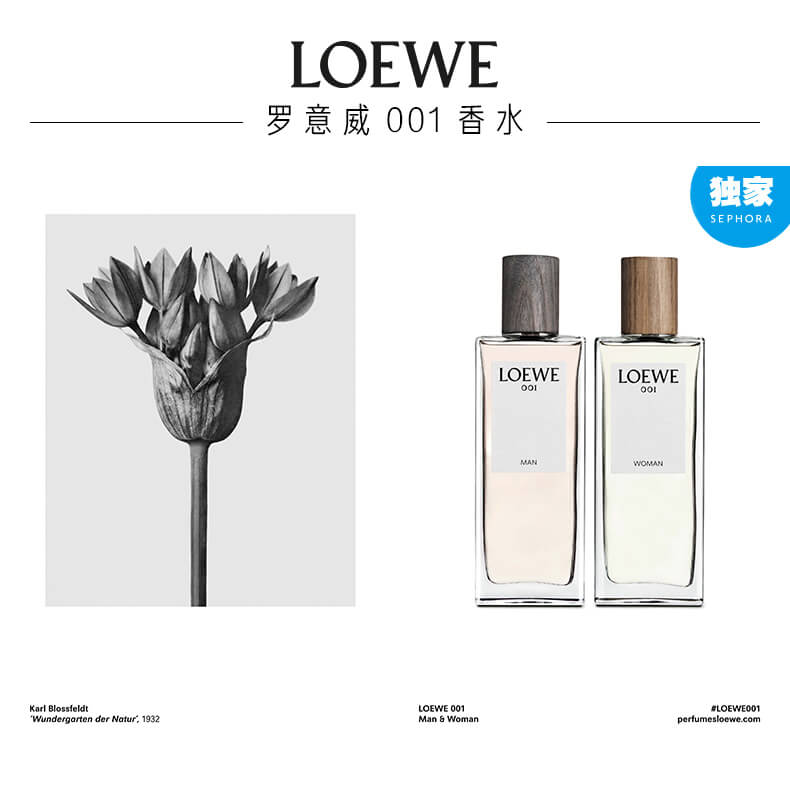 LOEWE
罗意威 001 香水
独家
SEPHORA
LOEWE
001
MAN
LOEWE
001
WOMAN
Karl Blossfeldt
'Wundergarten der Natur', 1932
LOEWE 001
Man & Woman
#LOEWE001
perfumesloewe.com